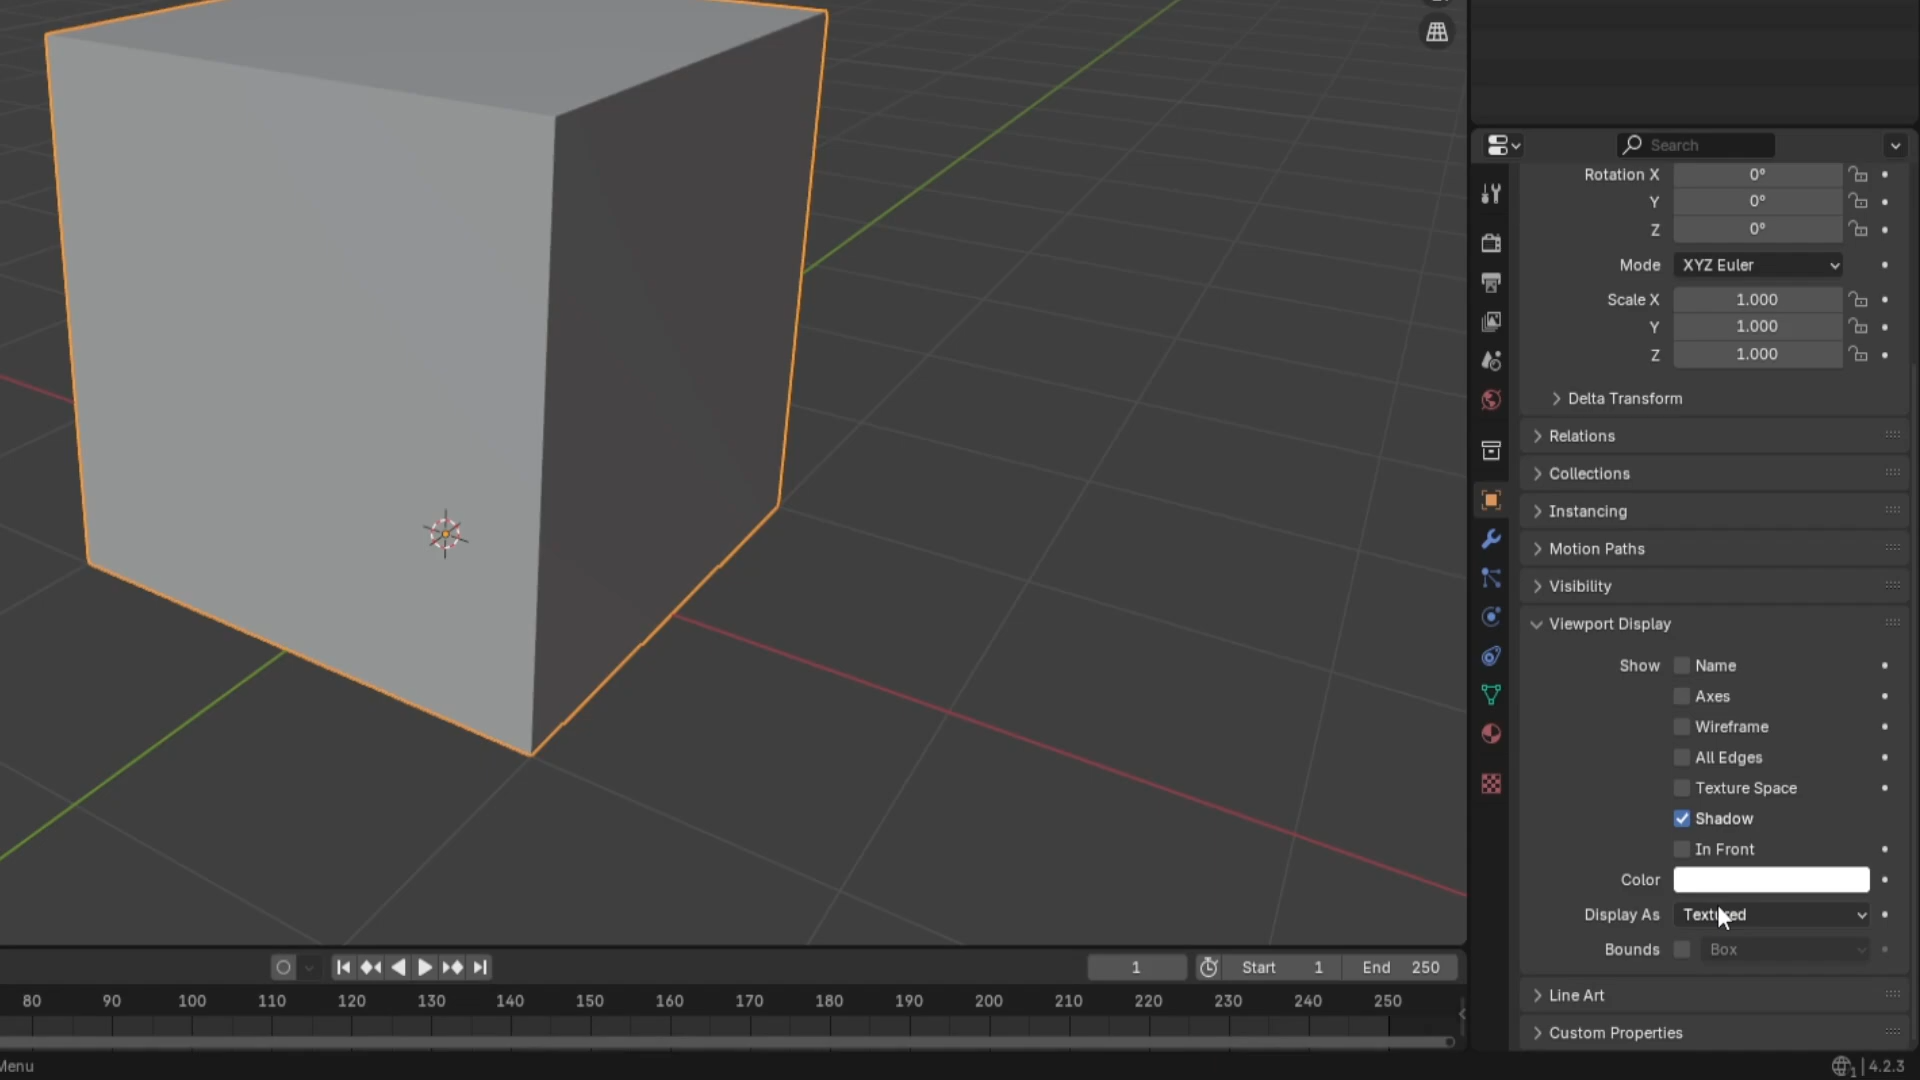 Search
Rotation X 0°
Y 0°
Z 0°
Mode XYZ Euler
Scale X 1.000
Y 1.000
Z 1.000
Delta Transform
Relations
Collections
Instancing
Motion Paths
Visibility
Viewport Display
Show Name
Axes
Wireframe
All Edges
Texture Space
Shadow
In Front
Color
Display As Textured
Bounds Box
Line Art
Custom Properties
1 Start 1 End 250
80 90 100 110 120 130 140 150 160 170 180 190 200 210 220 230 240 250
Menu
1 | 4.2.3